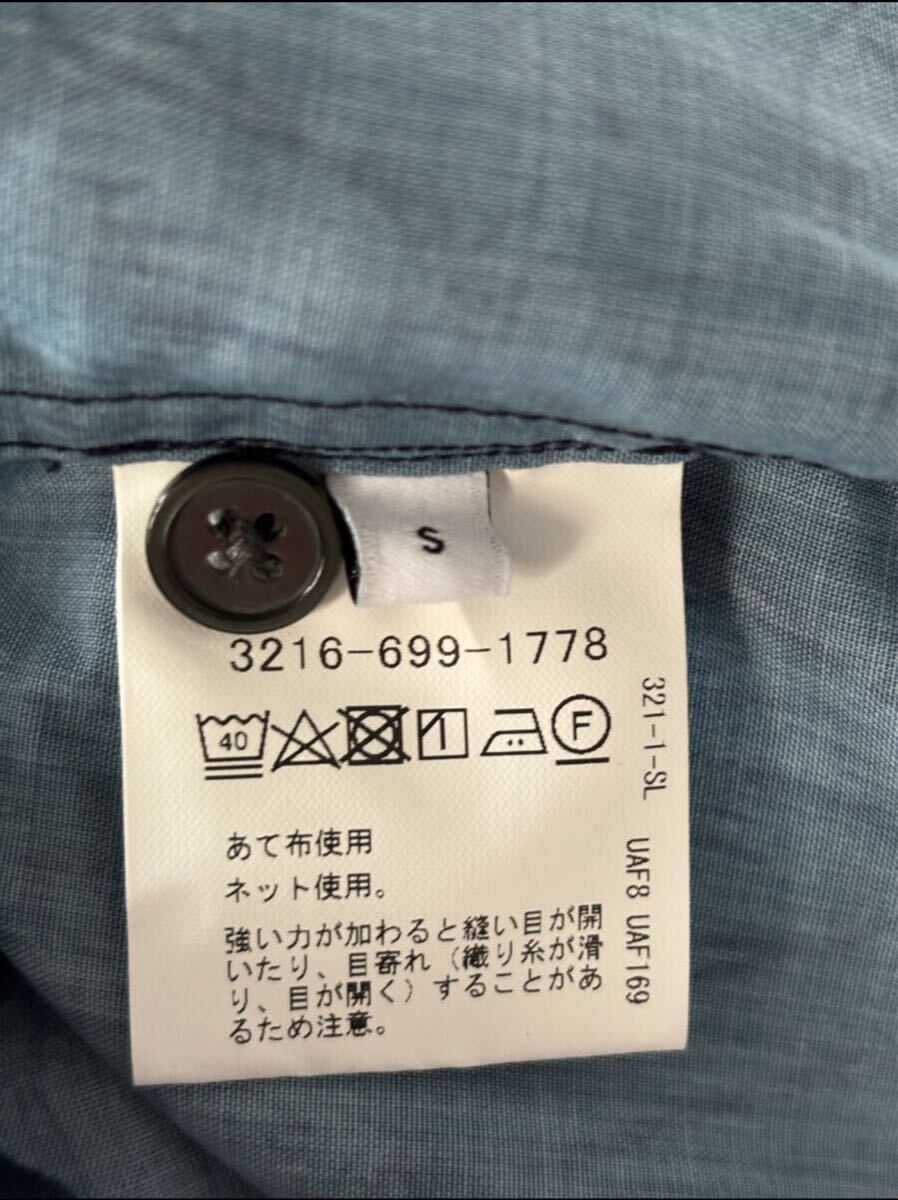 S
3216-699-1778
40
F
あて布使用
ネット使用。
強い力が加わると縫い目が開
いたり、目寄れ（織り糸が滑
り、目が開く）することがあ
るため注意。
321-1-SL UAF8 UAF169